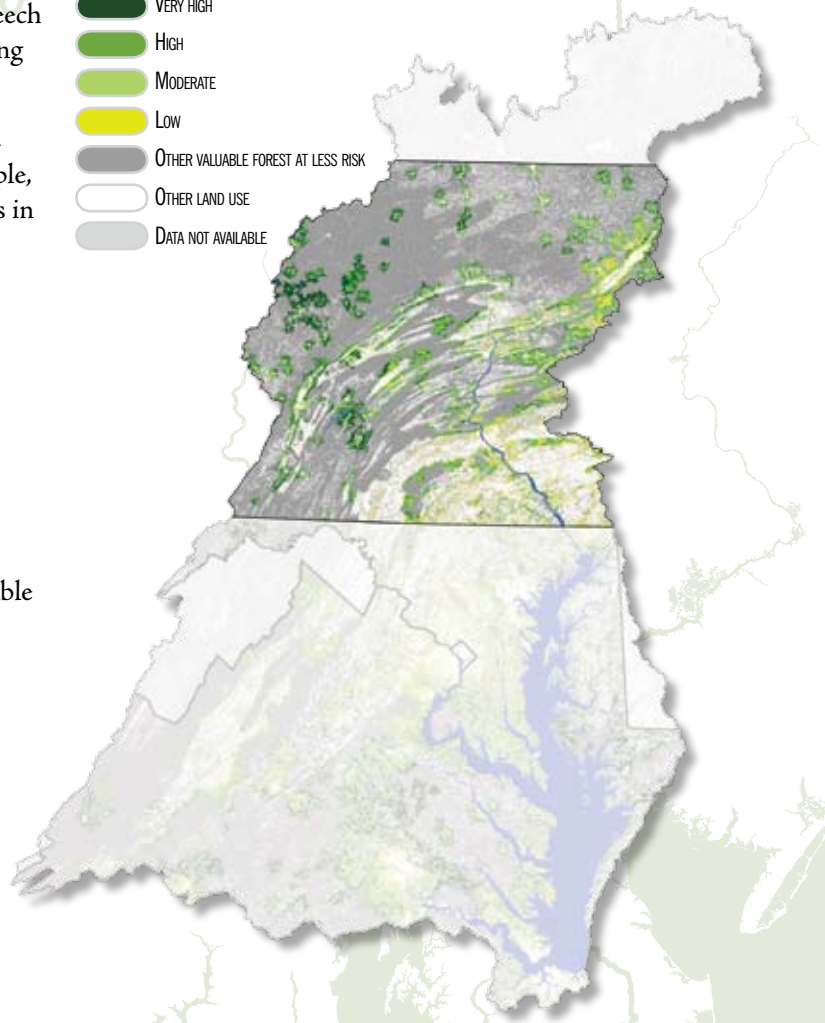 eech
VERY HIGH
ng
HIGH
MODERATE
LOW
OTHER VALUABLE FOREST AT LESS RISK
ple,
OTHER LAND USE
s in
DATA NOT AVAILABLE
ble